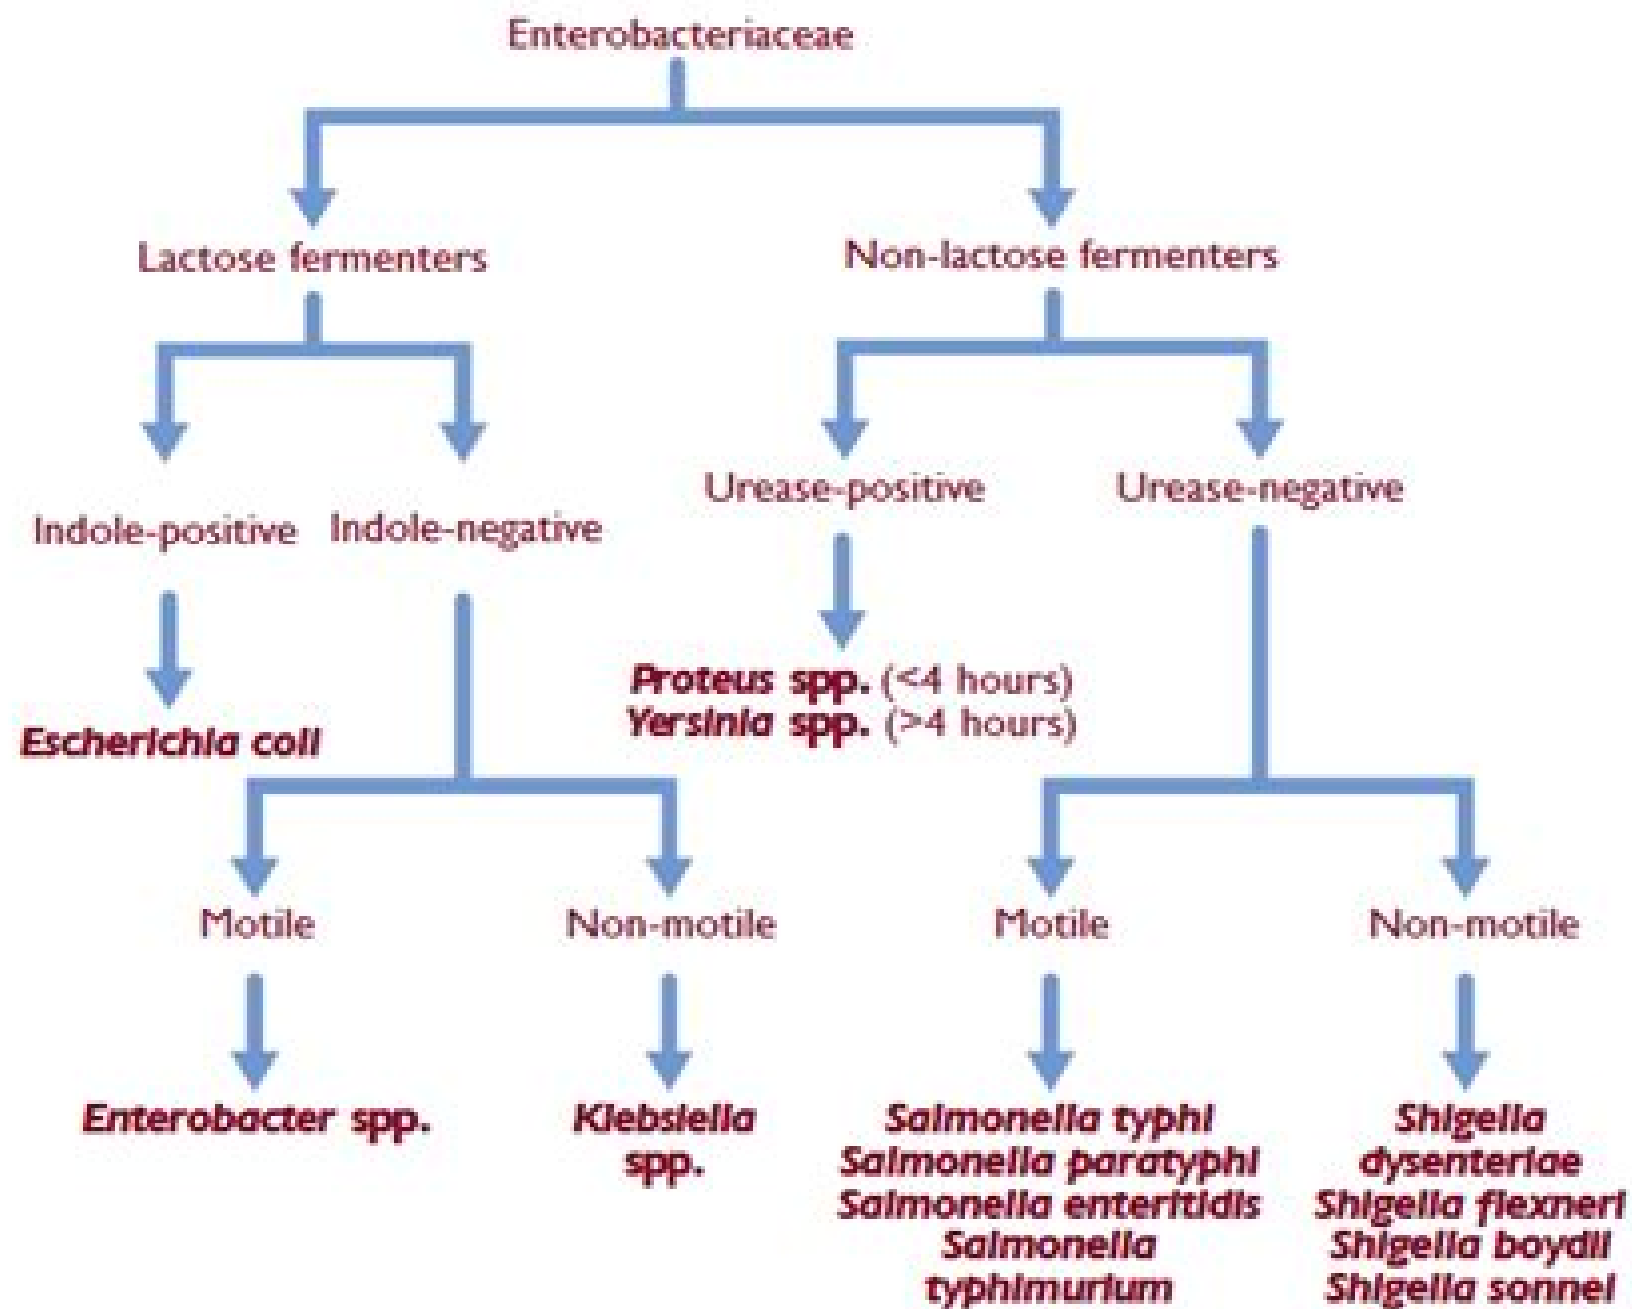 Enterobacteriaceae
Lactose fermenters
Non-lactose fermenters
Indole-positive
Indole-negative
Urease-positive
Urease-negative
Escherichia coli
Proteus spp. (<4 hours)
Yersinia spp. (>4 hours)
Motile
Non-motile
Motile
Non-motile
Enterobacter spp.
Klebsiella
spp.
Salmonella typhi
Salmonella paratyphi
Salmonella enteritidis
Salmonella
typhimurium
Shigella
dysenteriae
Shigella flexneri
Shigella boydii
Shigella sonnei